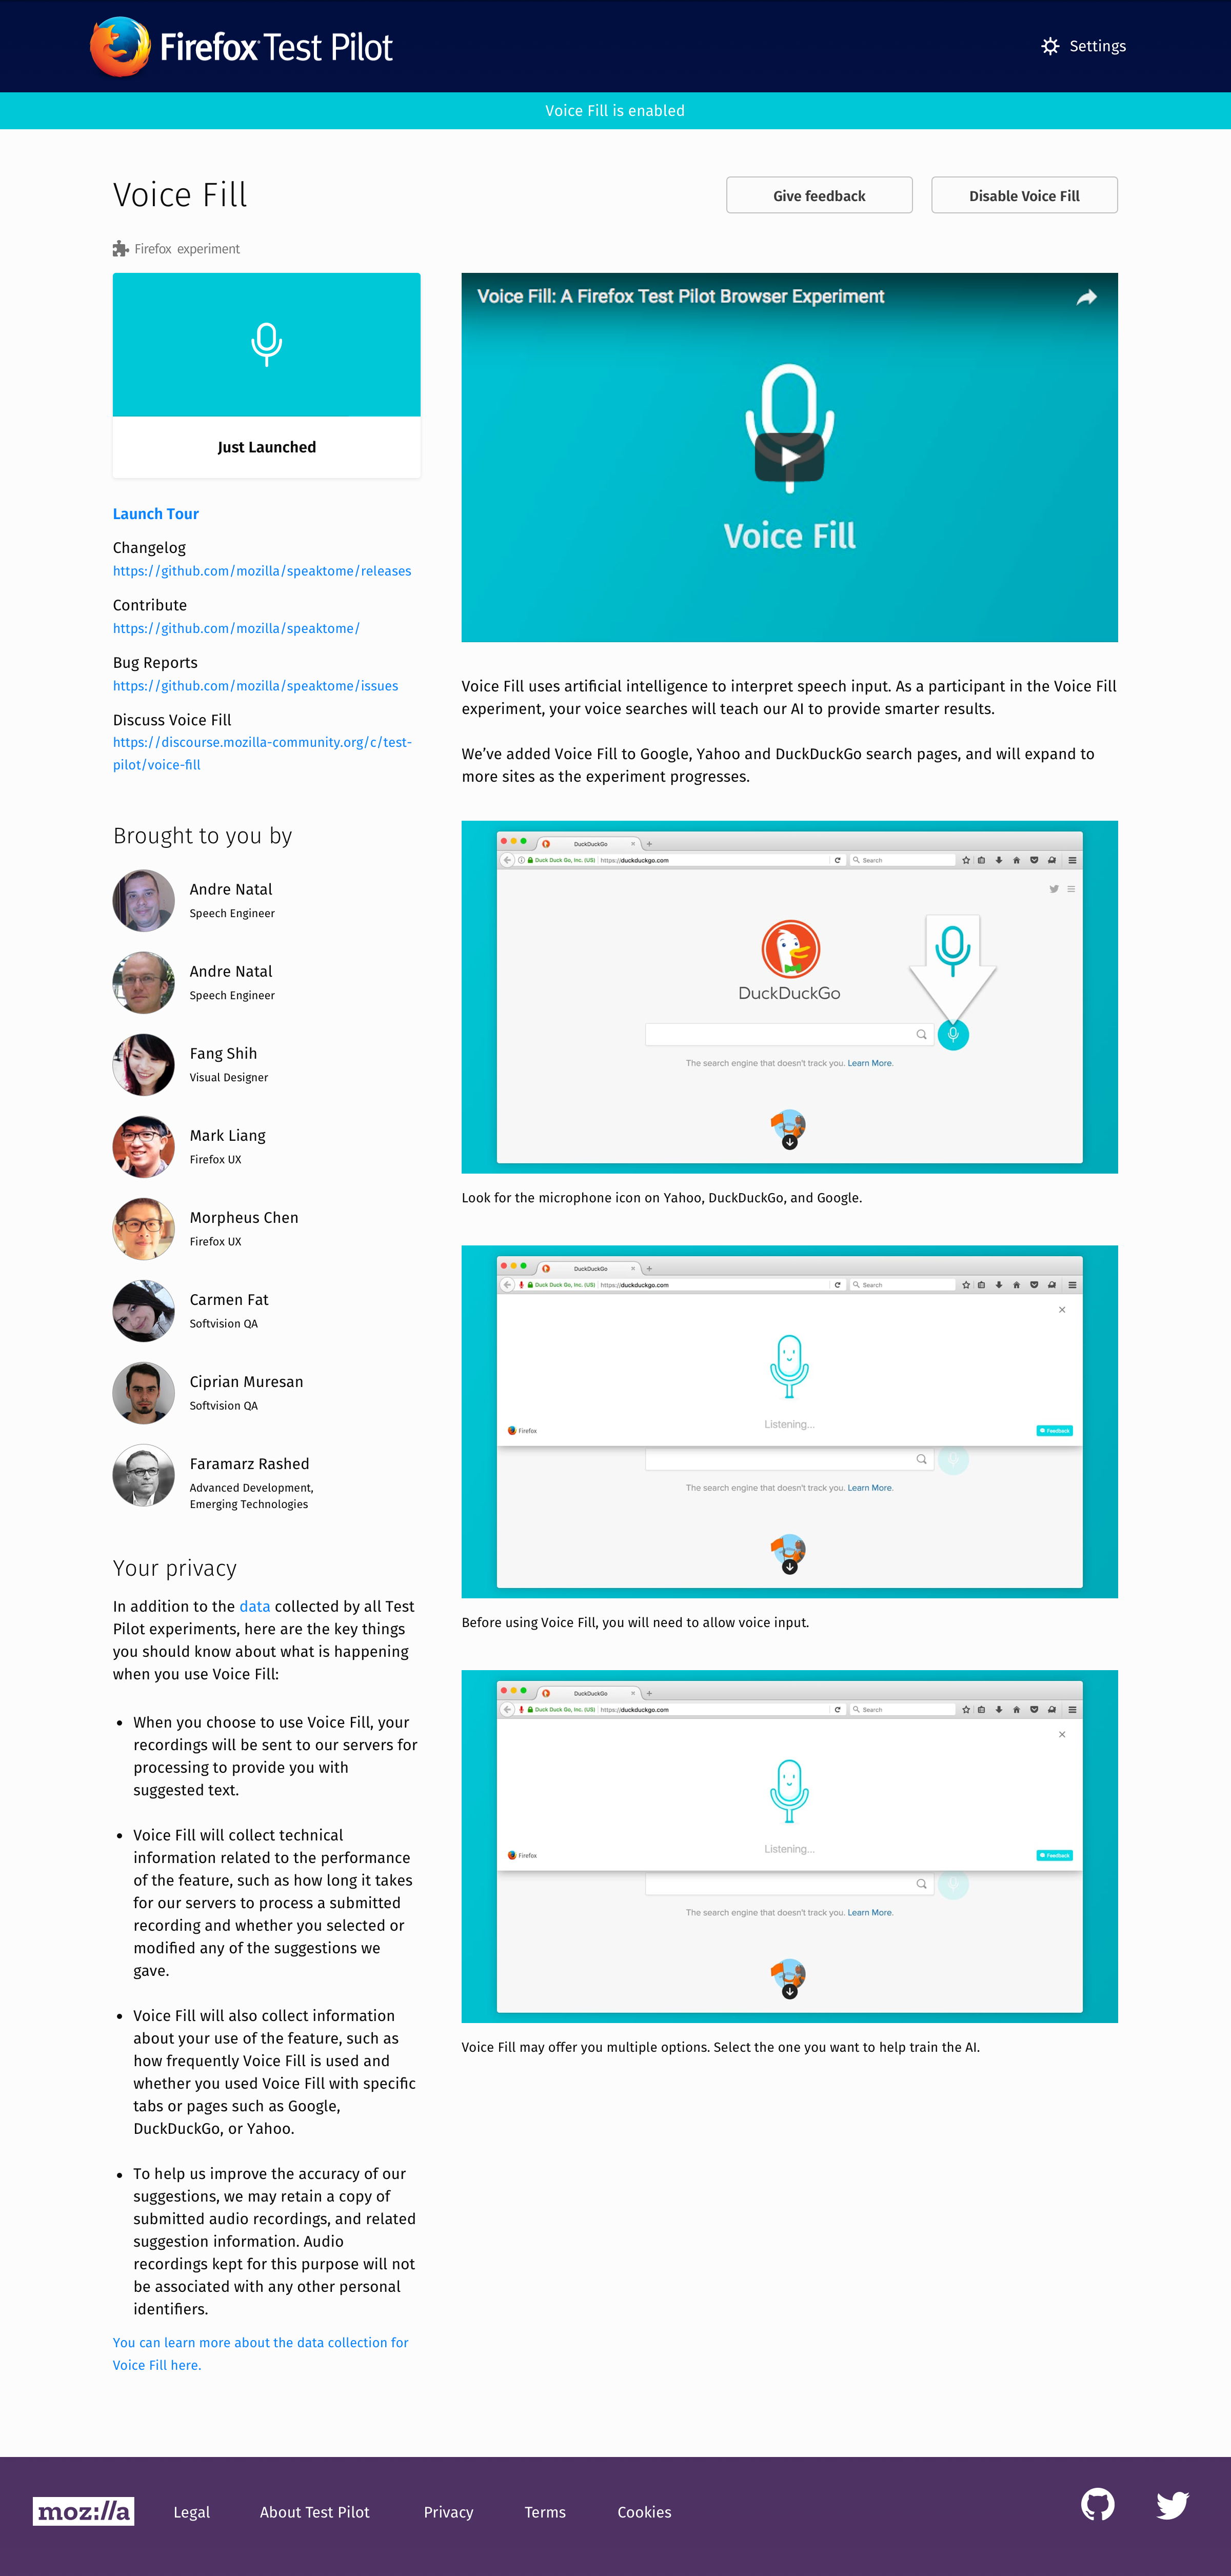 Firefox Test Pilot
Settings
Voice Fill is enabled
Voice Fill
Give feedback
Disable Voice Fill
Firefox experiment
Just Launched
Launch Tour
Changelog
https://github.com/mozilla/speaktome/releases
Contribute
https://github.com/mozilla/speaktome/
Bug Reports
https://github.com/mozilla/speaktome/issues
Discuss Voice Fill
https://discourse.mozilla-community.org/c/test-
pilot/voice-fill
Brought to you by
Andre Natal
Speech Engineer
Andre Natal
Speech Engineer
Fang Shih
Visual Designer
Mark Liang
Firefox UX
Morpheus Chen
Firefox UX
Carmen Fat
Softvision QA
Ciprian Muresan
Softvision QA
Faramarz Rashed
Advanced Development,
Emerging Technologies
Your privacy
In addition to the data collected by all Test
Pilot experiments, here are the key things
you should know about what is happening
when you use Voice Fill:
• When you choose to use Voice Fill, your
recordings will be sent to our servers for
processing to provide you with
suggested text.
• Voice Fill will collect technical
information related to the performance
of the feature, such as how long it takes
for our servers to process a submitted
recording and whether you selected or
modified any of the suggestions we
gave.
• Voice Fill will also collect information
about your use of the feature, such as
how frequently Voice Fill is used and
whether you used Voice Fill with specific
tabs or pages such as Google,
DuckDuckGo, or Yahoo.
• To help us improve the accuracy of our
suggestions, we may retain a copy of
submitted audio recordings, and related
suggestion information. Audio
recordings kept for this purpose will not
be associated with any other personal
identifiers.
You can learn more about the data collection for
Voice Fill here.
Voice Fill: A Firefox Test Pilot Browser Experiment
Voice Fill
Voice Fill uses artificial intelligence to interpret speech input. As a participant in the Voice Fill
experiment, your voice searches will teach our AI to provide smarter results.
We’ve added Voice Fill to Google, Yahoo and DuckDuckGo search pages, and will expand to
more sites as the experiment progresses.
DuckDuckGo
Duck Duck Go, Inc. (US) https://duckduckgo.com Search
DuckDuckGo
The search engine that doesn't track you. Learn More.
Look for the microphone icon on Yahoo, DuckDuckGo, and Google.
DuckDuckGo
Duck Duck Go, Inc. (US) https://duckduckgo.com Search
Listening...
Firefox
Feedback
The search engine that doesn't track you. Learn More.
Before using Voice Fill, you will need to allow voice input.
DuckDuckGo
Duck Duck Go, Inc. (US) https://duckduckgo.com Search
Listening...
Firefox
Feedback
The search engine that doesn't track you. Learn More.
Voice Fill may offer you multiple options. Select the one you want to help train the AI.
moz://a
Legal
About Test Pilot
Privacy
Terms
Cookies